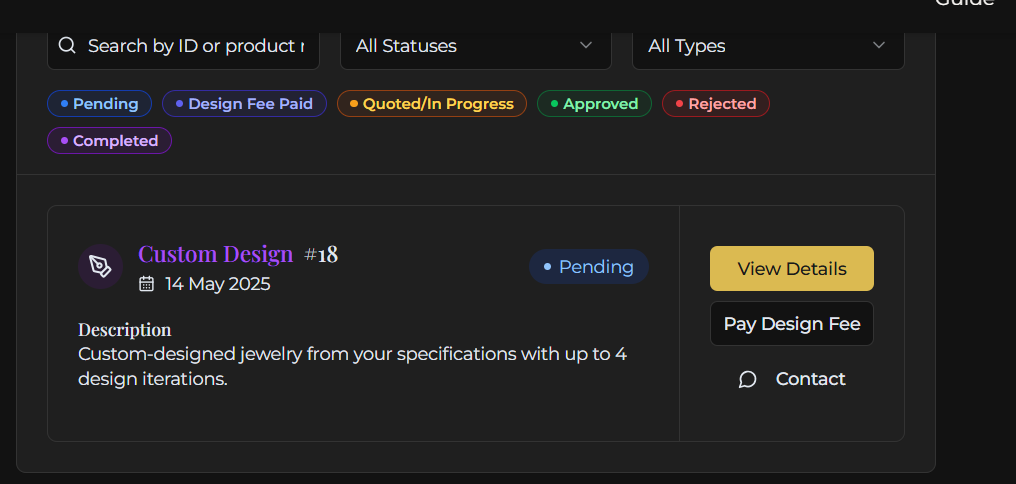 Guide
Search by ID or product
All Statuses
All Types
Pending
Design Fee Paid
Quoted/In Progress
Approved
Rejected
Completed
Custom Design #18
14 May 2025
Pending
Description
Custom-designed jewelry from your specifications with up to 4
design iterations.
View Details
Pay Design Fee
Contact